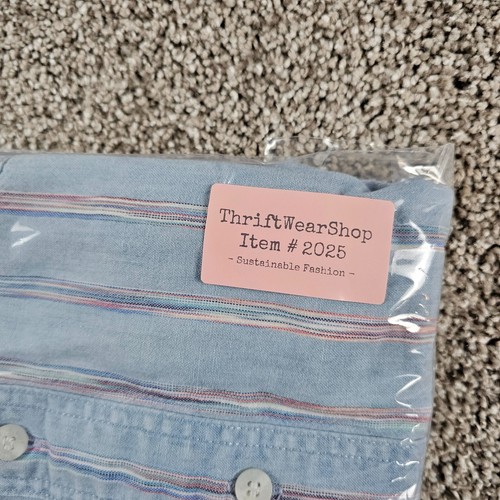 ThriftWearShop
Item # 2025
- Sustainable Fashion -